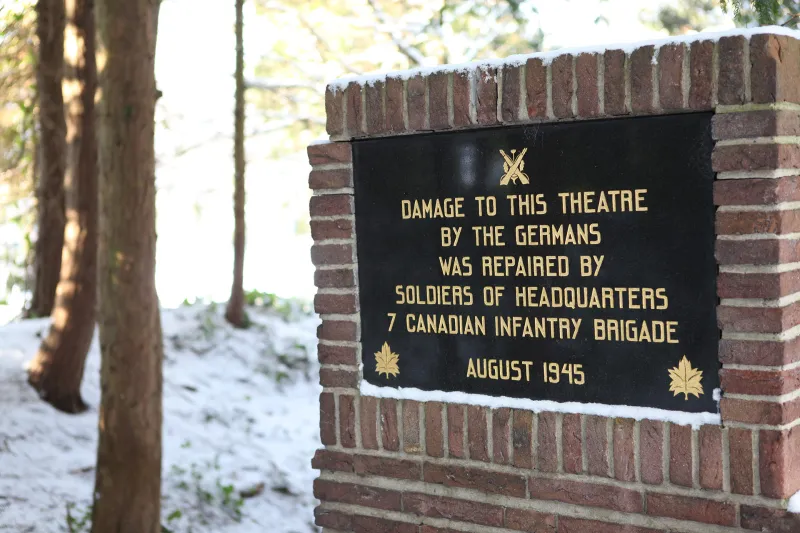 DAMAGE TO THIS THEATRE
BY THE GERMANS
WAS REPAIRED BY
SOLDIERS OF HEADQUARTERS
7 CANADIAN INFANTRY BRIGADE
AUGUST 1945